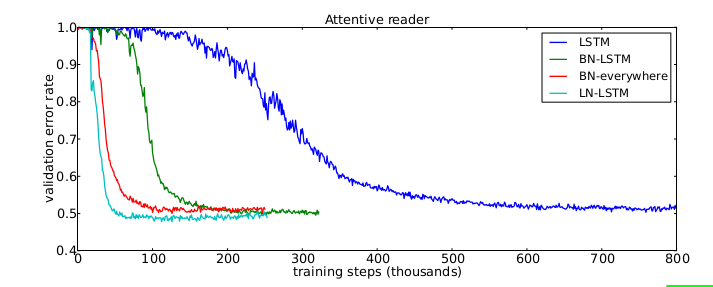 Attentive reader
validation error rate
1.0
0.9
0.8
0.7
0.6
0.5
0.4
LSTM
BN-LSTM
BN-everywhere
LN-LSTM
0 100 200 300 400 500 600 700 800
training steps (thousands)